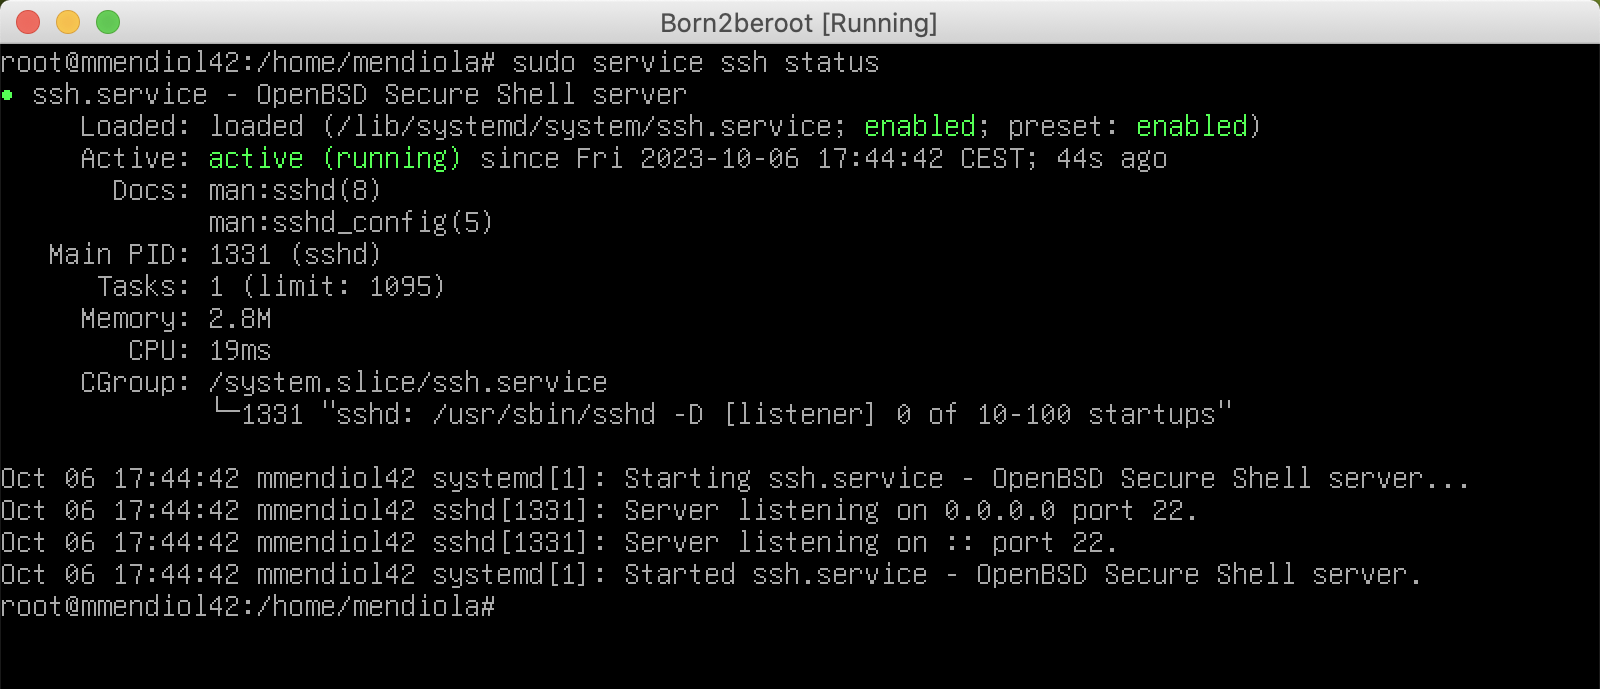 Born2beroot [Running]
root@mmendiol42:/home/mendiola# sudo service ssh status
● ssh.service - OpenBSD Secure Shell server
     Loaded: loaded (/lib/systemd/system/ssh.service; enabled; preset: enabled)
     Active: active (running) since Fri 2023-10-06 17:44:42 CEST; 44s ago
       Docs: man:sshd(8)
             man:sshd_config(5)
   Main PID: 1331 (sshd)
      Tasks: 1 (limit: 1095)
     Memory: 2.8M
        CPU: 19ms
     CGroup: /system.slice/ssh.service
             └─1331 "sshd: /usr/sbin/sshd -D [listener] 0 of 10-100 startups"

Oct 06 17:44:42 mmendiol42 systemd[1]: Starting ssh.service - OpenBSD Secure Shell server...
Oct 06 17:44:42 mmendiol42 sshd[1331]: Server listening on 0.0.0.0 port 22.
Oct 06 17:44:42 mmendiol42 sshd[1331]: Server listening on :: port 22.
Oct 06 17:44:42 mmendiol42 systemd[1]: Started ssh.service - OpenBSD Secure Shell server.
root@mmendiol42:/home/mendiola#